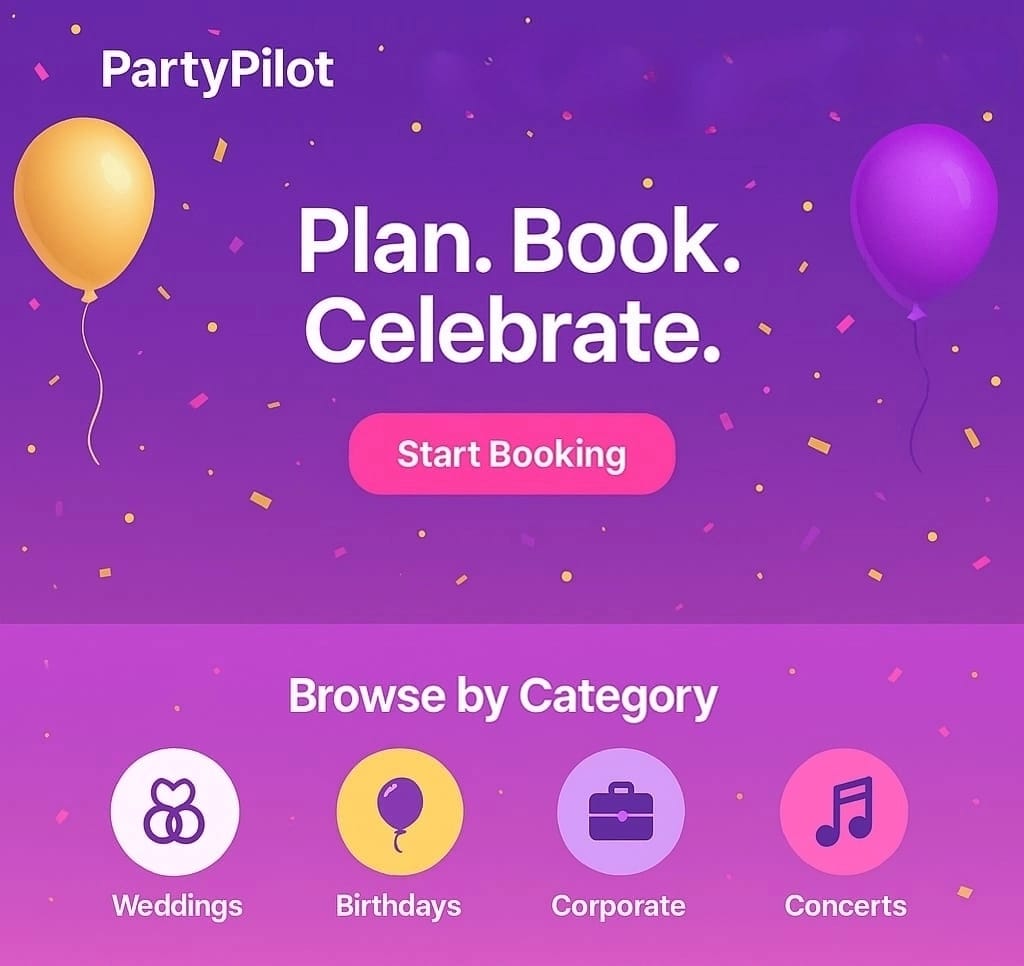 PartyPilot
Plan. Book.
Celebrate.
Start Booking
Browse by Category
Weddings
Birthdays
Corporate
Concerts